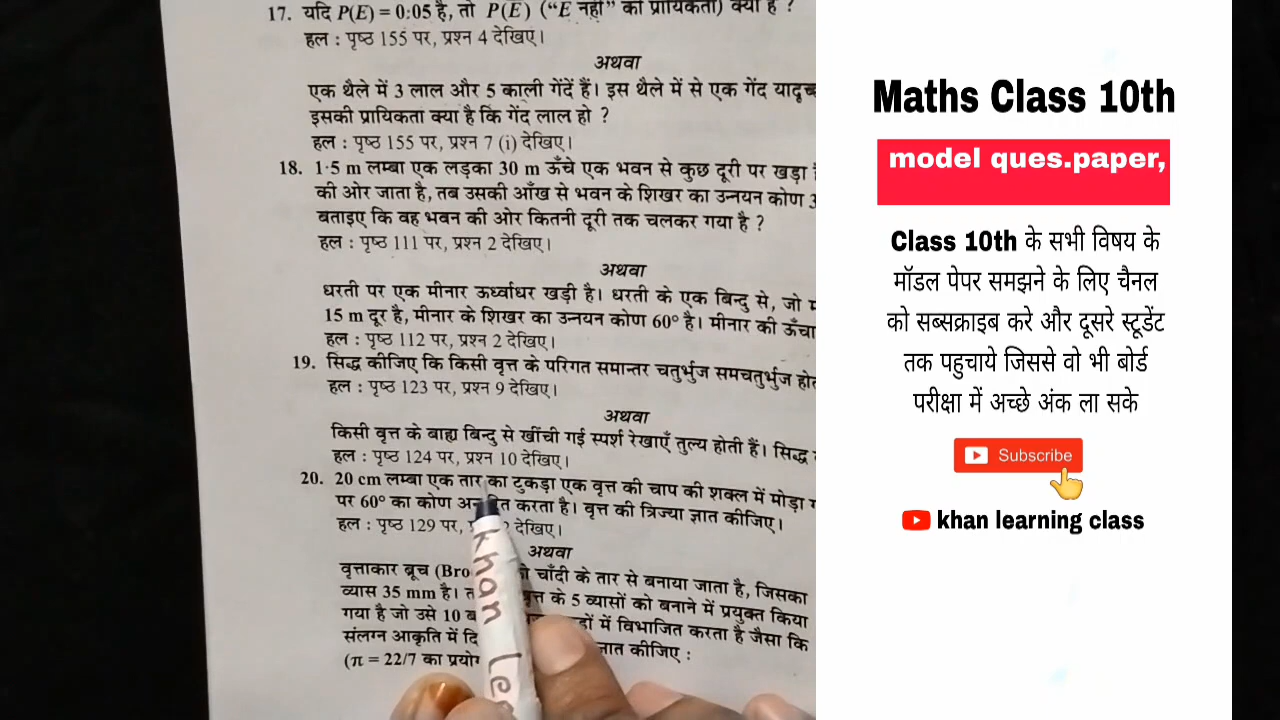 17. यदि P(E) = 0·05 है, तो P(E̅) (“E नहीं” की प्रायिकता) क्या है ?
हल : पृष्ठ 155 पर, प्रश्न 4 देखिए।
अथवा
एक थैले में 3 लाल और 5 काली गेंदें हैं। इस थैले में से एक गेंद
इसकी प्रायिकता क्या है कि गेंद लाल हो ?
हल : पृष्ठ 155 पर, प्रश्न 7 (i) देखिए।
18. 1·5 m लम्बा एक लड़का 30 m ऊँचे एक भवन से कुछ दूरी पर खड़ा
की ओर जाता है, तब उसकी आँख से भवन के शिखर का उन्नयन कोण
बताइए कि वह भवन की ओर कितनी दूरी तक चलकर गया है ?
हल : पृष्ठ 111 पर, प्रश्न 2 देखिए।
अथवा
धरती पर एक मीनार ऊर्ध्वाधर खड़ी है। धरती के एक बिन्दु से, जो
15 m दूर है, मीनार के शिखर का उन्नयन कोण 60° है। मीनार की
हल : पृष्ठ 112 पर, प्रश्न 2 देखिए।
19. सिद्ध कीजिए कि किसी वृत्त के परिगत समान्तर चतुर्भुज समचतुर्भुज
हल : पृष्ठ 123 पर, प्रश्न 9 देखिए।
अथवा
किसी वृत्त के बाह्य बिन्दु से खींची गई स्पर्श रेखाएँ तुल्य होती हैं। सिद्ध
हल : पृष्ठ 124 पर, प्रश्न 10 देखिए।
20. 20 cm लम्बा एक तार का टुकड़ा एक वृत्त की चाप की शक्ल में मोड़ा
पर 60° का कोण करता है। वृत्त की त्रिज्या ज्ञात कीजिए।
हल : पृष्ठ 129 पर, देखिए।
अथवा
वृत्ताकार ब्रूच चाँदी के तार से बनाया जाता है, जिसका
व्यास 35 mm है। वृत्त के 5 व्यासों को बनाने में प्रयुक्त किया
गया है जो उसे 10 में विभाजित करता है जैसा कि
संलग्न आकृति में ज्ञात कीजिए :
(π = 22/7 का
khan
Maths Class 10th
model ques.paper,
Class 10th के सभी विषय के
मॉडल पेपर समझने के लिए चैनल
को सब्सक्राइब करे और दूसरे स्टूडेंट
तक पहुचाये जिससे वो भी बोर्ड
परीक्षा में अच्छे अंक ला सके
Subscribe
khan learning class